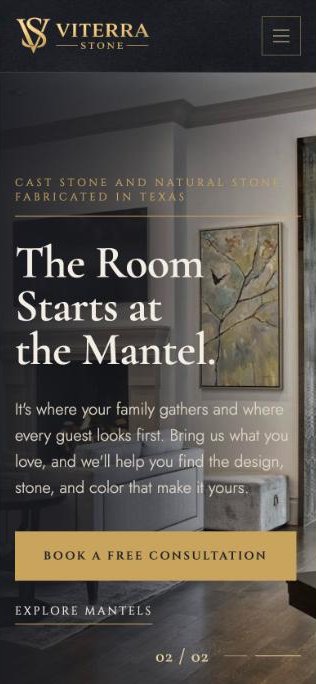 VITERRA
STONE
CAST STONE AND NATURAL STONE
FABRICATED IN TEXAS
The Room
Starts at
the Mantel.
It's where your family gathers and where
every guest looks first. Bring us what you
love, and we'll help you find the design,
stone, and color that make it yours.
BOOK A FREE CONSULTATION
EXPLORE MANTELS
02 / 02